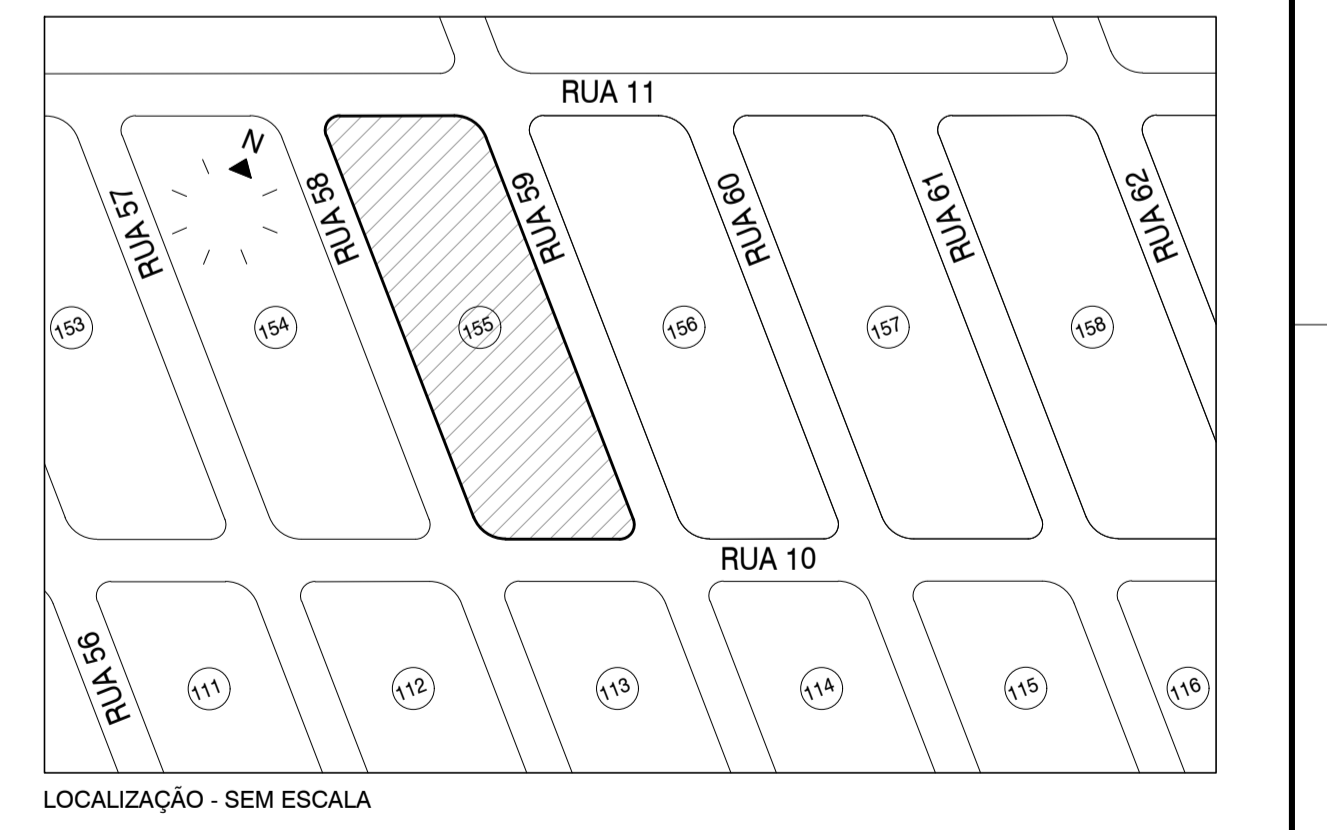 RUA 11
N
RUA 57
RUA 58
RUA 59
RUA 60
RUA 61
RUA 62
153
154
155
156
157
158
RUA 10
RUA 56
111
112
113
114
115
116
LOCALIZAÇÃO - SEM ESCALA